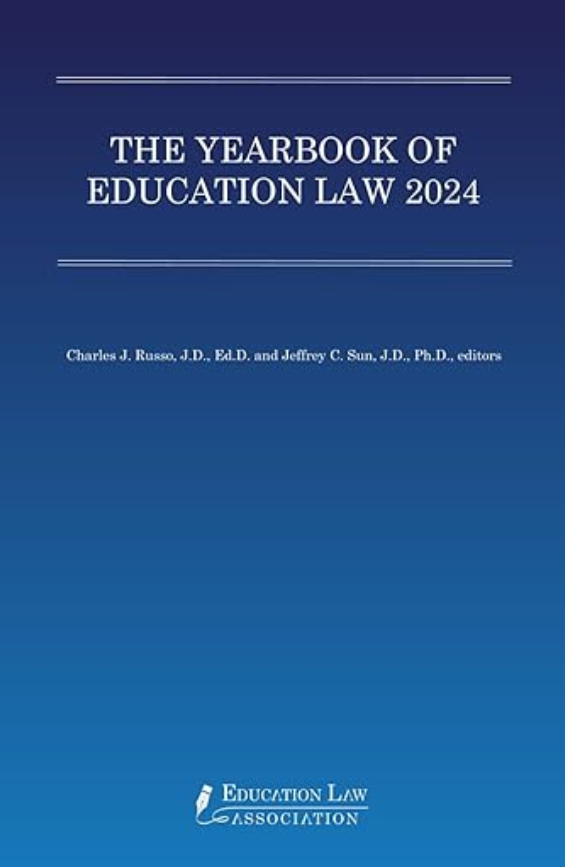 THE YEARBOOK OF
EDUCATION LAW 2024
Charles J. Russo, J.D., Ed.D. and Jeffrey C. Sun, J.D., Ph.D., editors
EDUCATION LAW
ASSOCIATION